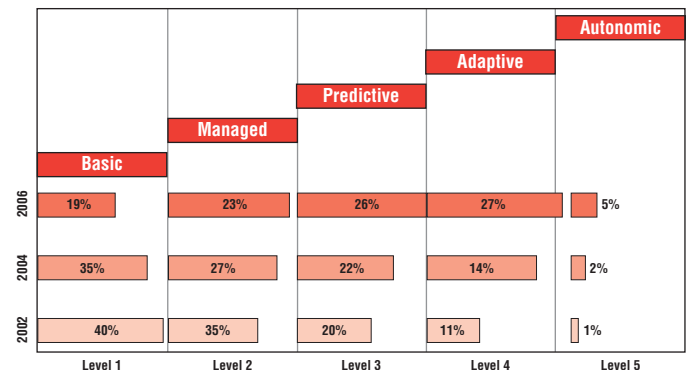 Autonomic
Adaptive
Predictive
Managed
Basic
2006 19% 23% 26% 27% 5%
2004 35% 27% 22% 14% 2%
2002 40% 35% 20% 11% 1%
Level 1 Level 2 Level 3 Level 4 Level 5